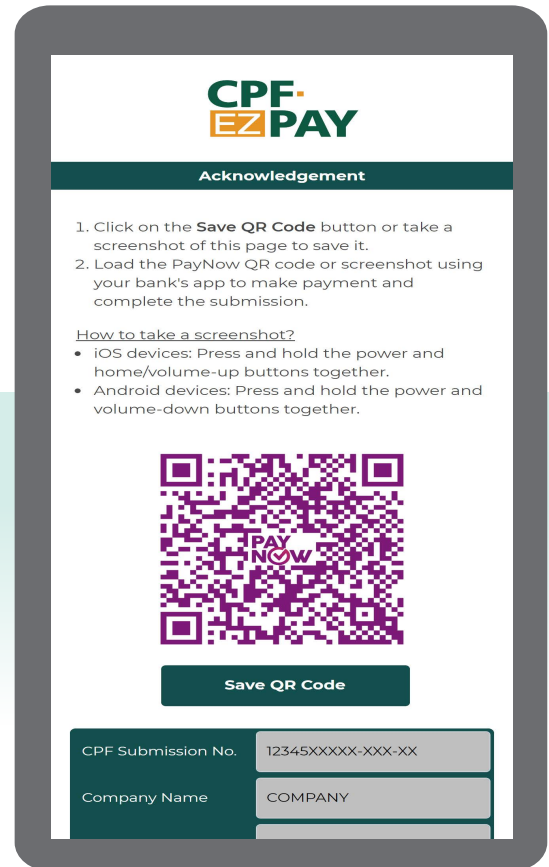 CPF
EZ PAY
Acknowledgement
1. Click on the Save QR Code button or take a
screenshot of this page to save it.
2. Load the PayNow QR code or screenshot using
your bank's app to make payment and
complete the submission.
How to take a screenshot?
• iOS devices: Press and hold the power and
home/volume-up buttons together.
• Android devices: Press and hold the power and
volume-down buttons together.
PAY
NOW
Save QR Code
CPF Submission No. 12345XXXXX-XXX-XX
Company Name COMPANY